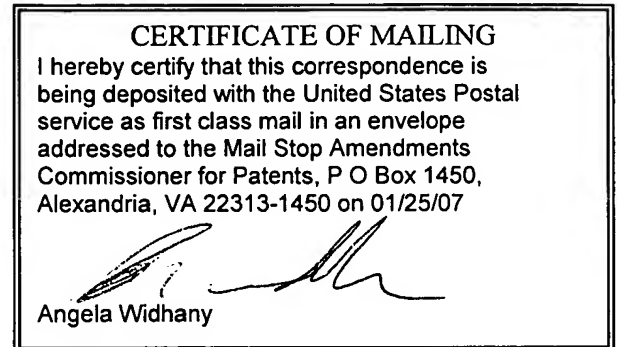 CERTIFICATE OF MAILING
I hereby certify that this correspondence is
being deposited with the United States Postal
service as first class mail in an envelope
addressed to the Mail Stop Amendments
Commissioner for Patents, P O Box 1450,
Alexandria, VA 22313-1450 on 01/25/07
Angela Widhany